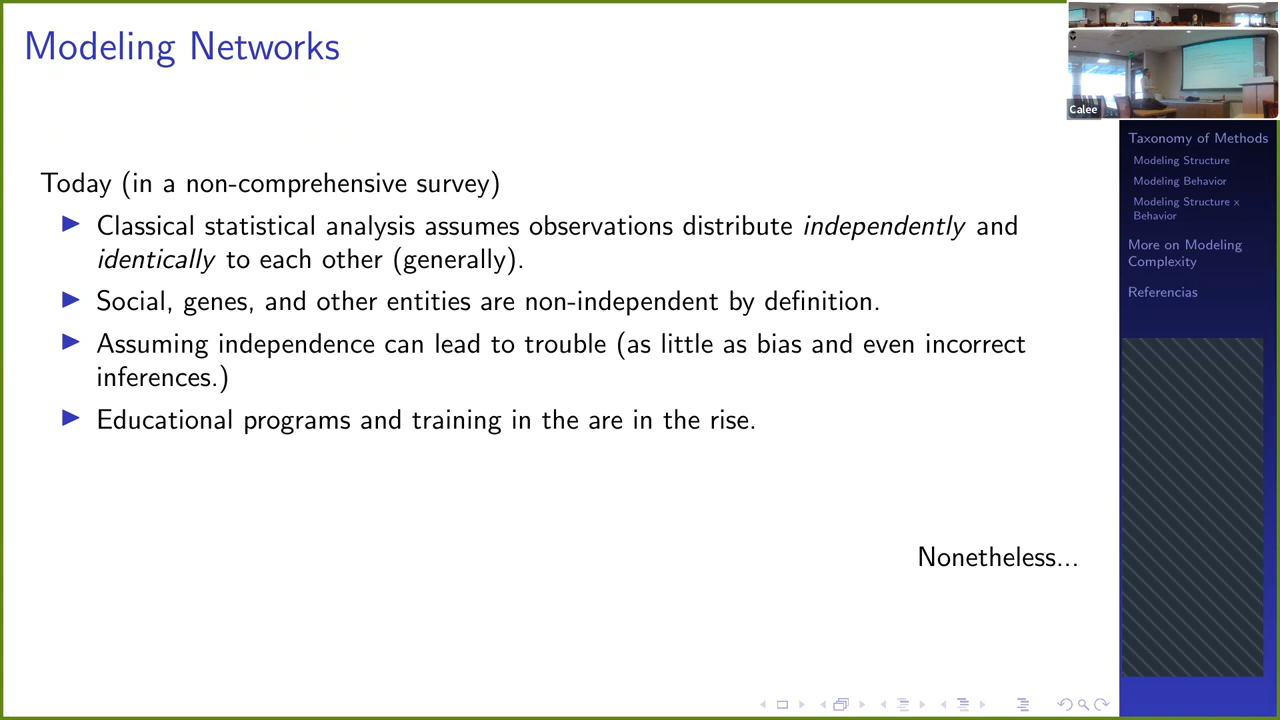 Modeling Networks
Today (in a non-comprehensive survey)
Classical statistical analysis assumes observations distribute independently and
identically to each other (generally).
Social, genes, and other entities are non-independent by definition.
Assuming independence can lead to trouble (as little as bias and even incorrect
inferences.)
Educational programs and training in the are in the rise.
Nonetheless...
Calee
Taxonomy of Methods
Modeling Structure
Modeling Behavior
Modeling Structure ×
Behavior
More on Modeling
Complexity
Referencias